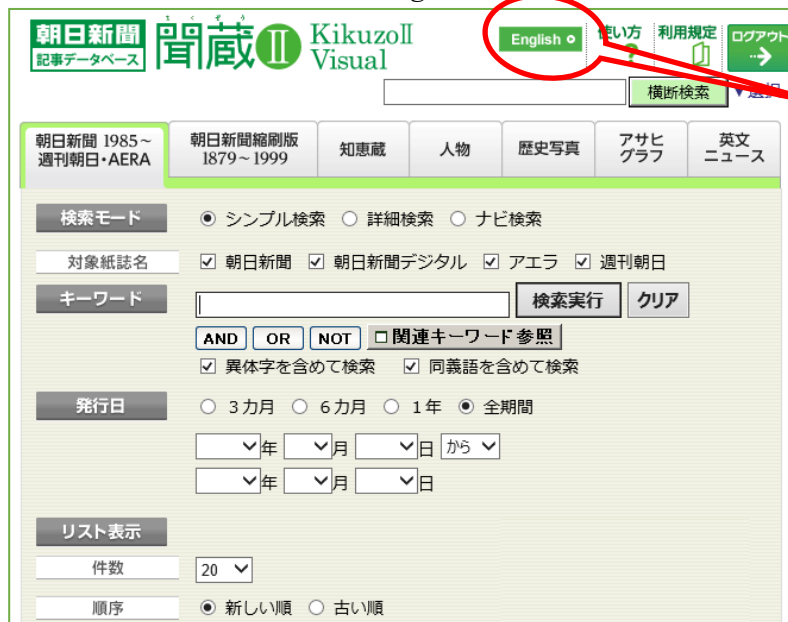 きくぞう
朝日新聞
記事データベース
聞蔵Ⅱ
KikuzoⅡ
Visual
English
使い方
?
利用規定
ログアウト
横断検索
▼選択
朝日新聞 1985~
週刊朝日・AERA
朝日新聞縮刷版
1879~1999
知恵蔵
人物
歴史写真
アサヒ
グラフ
英文
ニュース
検索モード
シンプル検索 詳細検索 ナビ検索
対象紙誌名
朝日新聞 朝日新聞デジタル アエラ 週刊朝日
キーワード
検索実行 クリア
AND OR NOT 関連キーワード参照
異体字を含めて検索 同義語を含めて検索
発行日
3カ月 6カ月 1年 全期間
年 月 日 から
年 月 日
リスト表示
件数
20
順序
新しい順 古い順